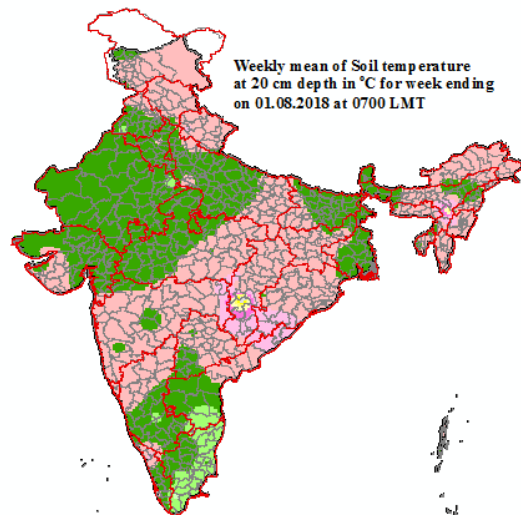 Weekly mean of Soil temperature
at 20 cm depth in °C for week ending
on 01.08.2018 at 0700 LMT